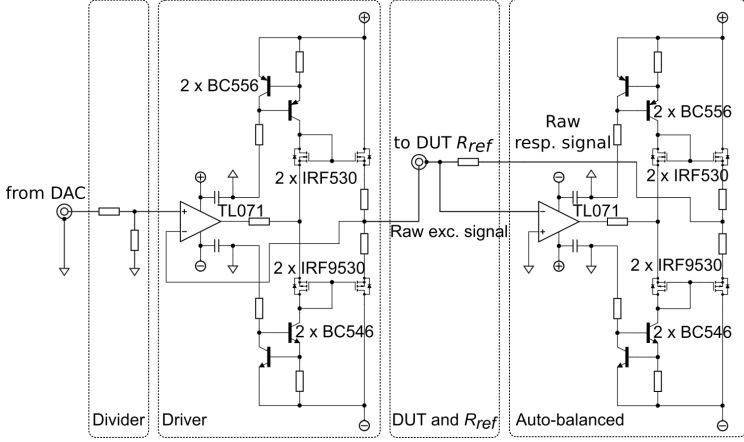 2 x BC556
2 x IRF530
from DAC
TL071
2 x IRF9530
2 x BC546
Divider
Driver
to DUT Rref
Raw exc. signal
DUT and Rref
Raw
resp. signal
2 x BC556
2 x IRF530
TL071
2 x IRF9530
2 x BC546
Auto-balanced